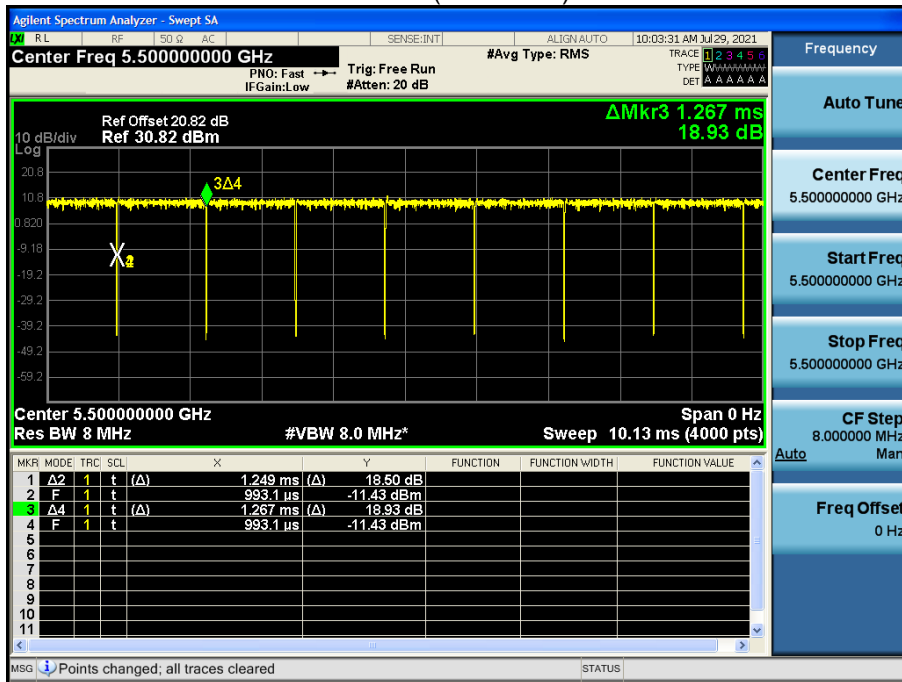 Agilent Spectrum Analyzer - Swept SA
LXI RL RF 50 Ω AC SENSE:INT ALIGN AUTO 10:03:31 AM Jul 29, 2021
Center Freq 5.500000000 GHz #Avg Type: RMS TRACE 1 2 3 4 5 6
PNO: Fast Trig: Free Run TYPE
IFGain:Low #Atten: 20 dB DET A A A A A A
Frequency
Auto Tune
Center Freq
5.500000000 GHz
Start Freq
5.500000000 GHz
Stop Freq
5.500000000 GHz
CF Step
8.000000 MHz
Auto Man
Freq Offset
0 Hz
ΔMkr3 1.267 ms
18.93 dB
Ref Offset 20.82 dB
10 dB/div Ref 30.82 dBm
Log
20.8
10.8
0.820
-9.18
-19.2
-29.2
-39.2
-49.2
-59.2
3Δ4
Center 5.500000000 GHz Span 0 Hz
Res BW 8 MHz #VBW 8.0 MHz* Sweep 10.13 ms (4000 pts)
MKR MODE TRC SCL X Y FUNCTION FUNCTION WIDTH FUNCTION VALUE
1 Δ2 1 t (Δ) 1.249 ms (Δ) 18.50 dB
2 F 1 t 993.1 µs -11.43 dBm
3 Δ4 1 t (Δ) 1.267 ms (Δ) 18.93 dB
4 F 1 t 993.1 µs -11.43 dBm
5
6
7
8
9
10
11
MSG Points changed; all traces cleared STATUS